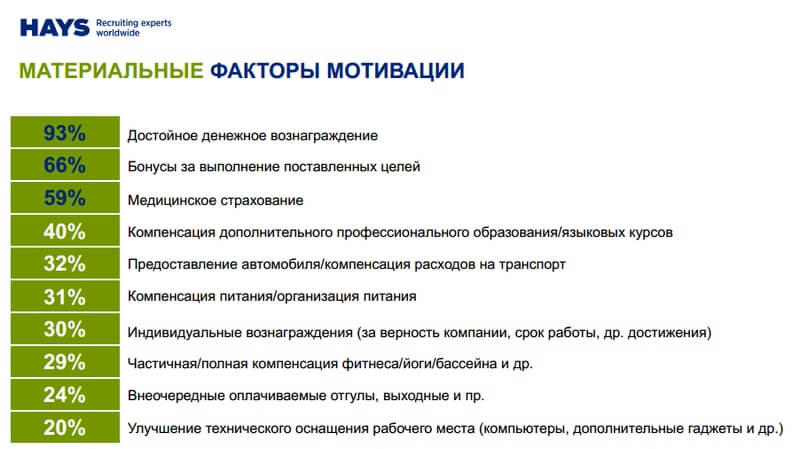 HAYS Recruiting experts
worldwide
МАТЕРИАЛЬНЫЕ ФАКТОРЫ МОТИВАЦИИ
93% Достойное денежное вознаграждение
66% Бонусы за выполнение поставленных целей
59% Медицинское страхование
40% Компенсация дополнительного профессионального образования/языковых курсов
32% Предоставление автомобиля/компенсация расходов на транспорт
31% Компенсация питания/организация питания
30% Индивидуальные вознаграждения (за верность компании, срок работы, др. достижения)
29% Частичная/полная компенсация фитнеса/йоги/бассейна и др.
24% Внеочередные оплачиваемые отгулы, выходные и пр.
20% Улучшение технического оснащения рабочего места (компьютеры, дополнительные гаджеты и др.)